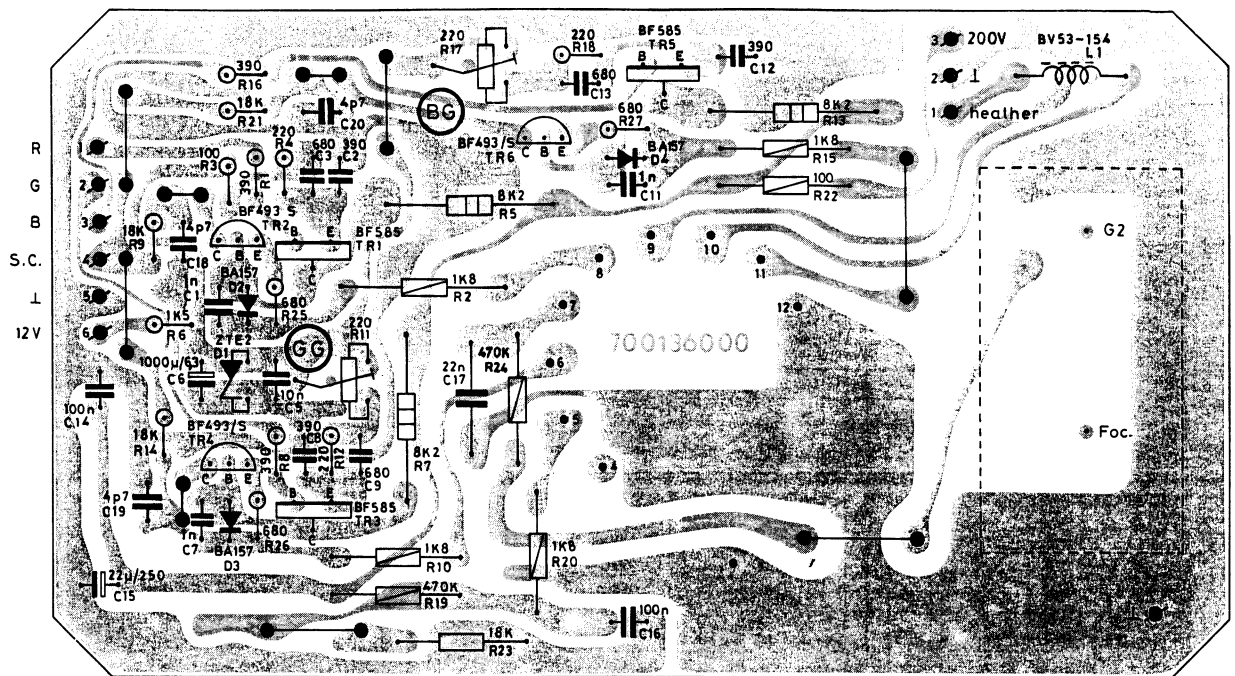 220
R17
220
R18
BF585
TR5
B E
C
390
C12
3 200V
2 ⊥
1 heather
BV53-154
L1
390
R16
18K
R21
4p7
C20
BG
680
C13
680
R27
8K2
R13
BF493/S
TR6
C B E
BA157
D4
1K8
R15
1n
C11
100
R22
R
G
B
S.C.
⊥
12V
2
3
4
5
6
100
R3
390
R1
220
R4
680
C3
390
C2
8K2
R5
18K
R9
4p7
C18
BF493 S
TR2
C B E
BF585
TR1
B E
C
1n
C1
BA157
D2
680
R25
1K8
R2
1K5
R6
ZTE2
D1
GG
220
R11
1000µ/63
C6
10n
C5
100n
C14
18K
R14
BF493/S
TR4
C B E
390
R8
390
C8
220
R12
680
C9
8K2
R7
22n
C17
470K
R24
700136000
8
9
10
11
12
7
6
5
4
G2
Foc.
4p7
C19
1n
C7
BA157
D3
680
R26
BF585
TR3
B E
C
1K8
R10
1K8
R20
22µ/250
C15
470K
R19
18K
R23
100n
C16